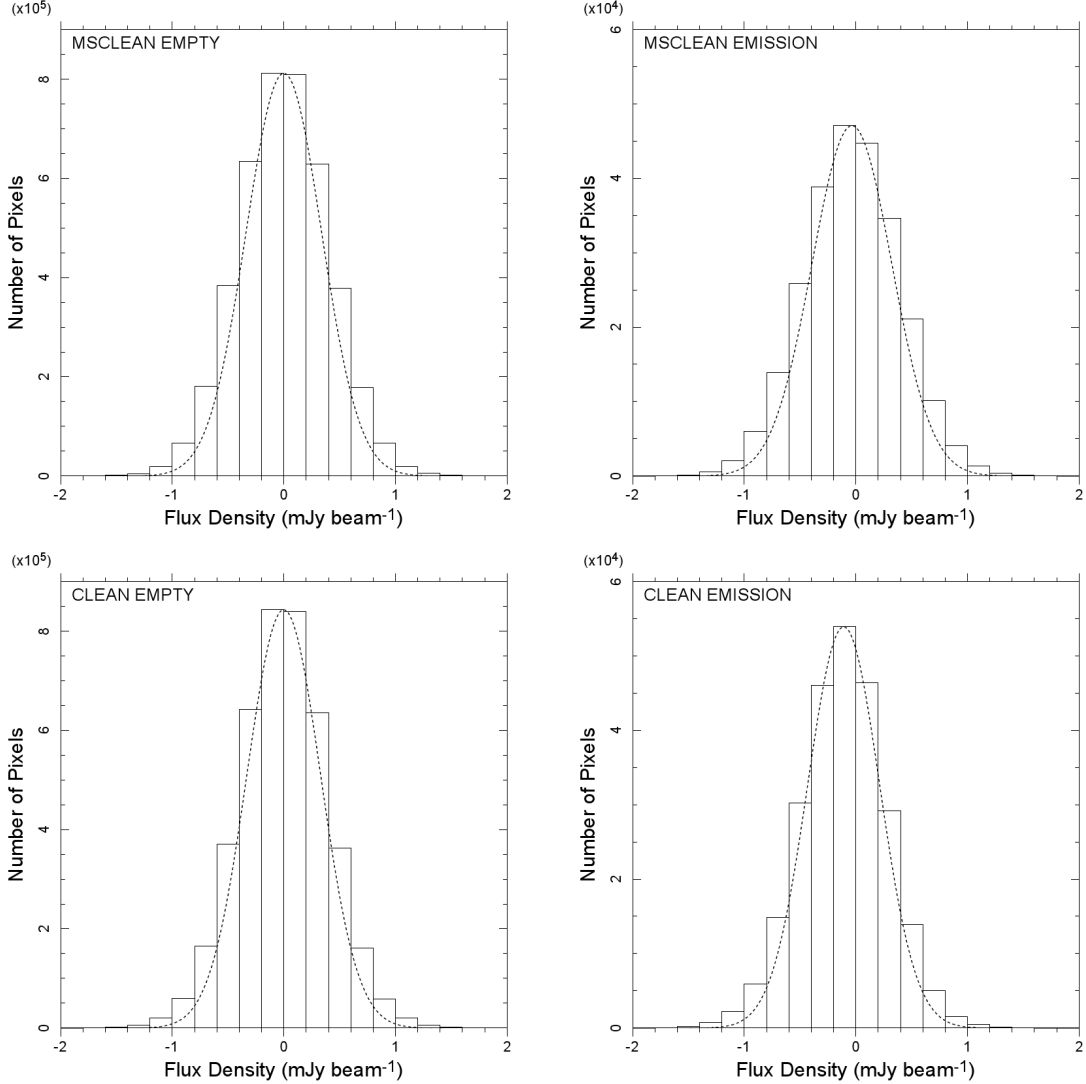 (x10⁵)
MSCLEAN EMPTY
8
6
4
2
0
Number of Pixels
-2 -1 0 1 2
Flux Density (mJy beam⁻¹)
(x10⁴)
MSCLEAN EMISSION
6
4
2
0
Number of Pixels
-2 -1 0 1 2
Flux Density (mJy beam⁻¹)
(x10⁵)
CLEAN EMPTY
8
6
4
2
0
Number of Pixels
-2 -1 0 1 2
Flux Density (mJy beam⁻¹)
(x10⁴)
CLEAN EMISSION
6
4
2
0
Number of Pixels
-2 -1 0 1 2
Flux Density (mJy beam⁻¹)